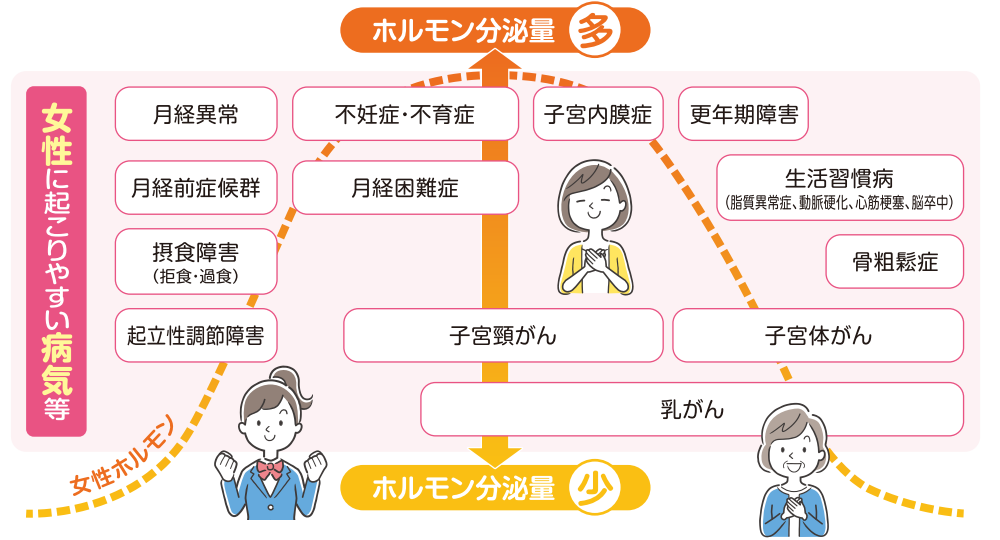 ホルモン分泌量 多
女性に起こりやすい病気等
月経異常
不妊症・不育症
子宮内膜症
更年期障害
月経前症候群
月経困難症
生活習慣病
（脂質異常症、動脈硬化、心筋梗塞、脳卒中）
摂食障害
（拒食・過食）
骨粗鬆症
起立性調節障害
子宮頸がん
子宮体がん
乳がん
女性ホルモン
ホルモン分泌量 少